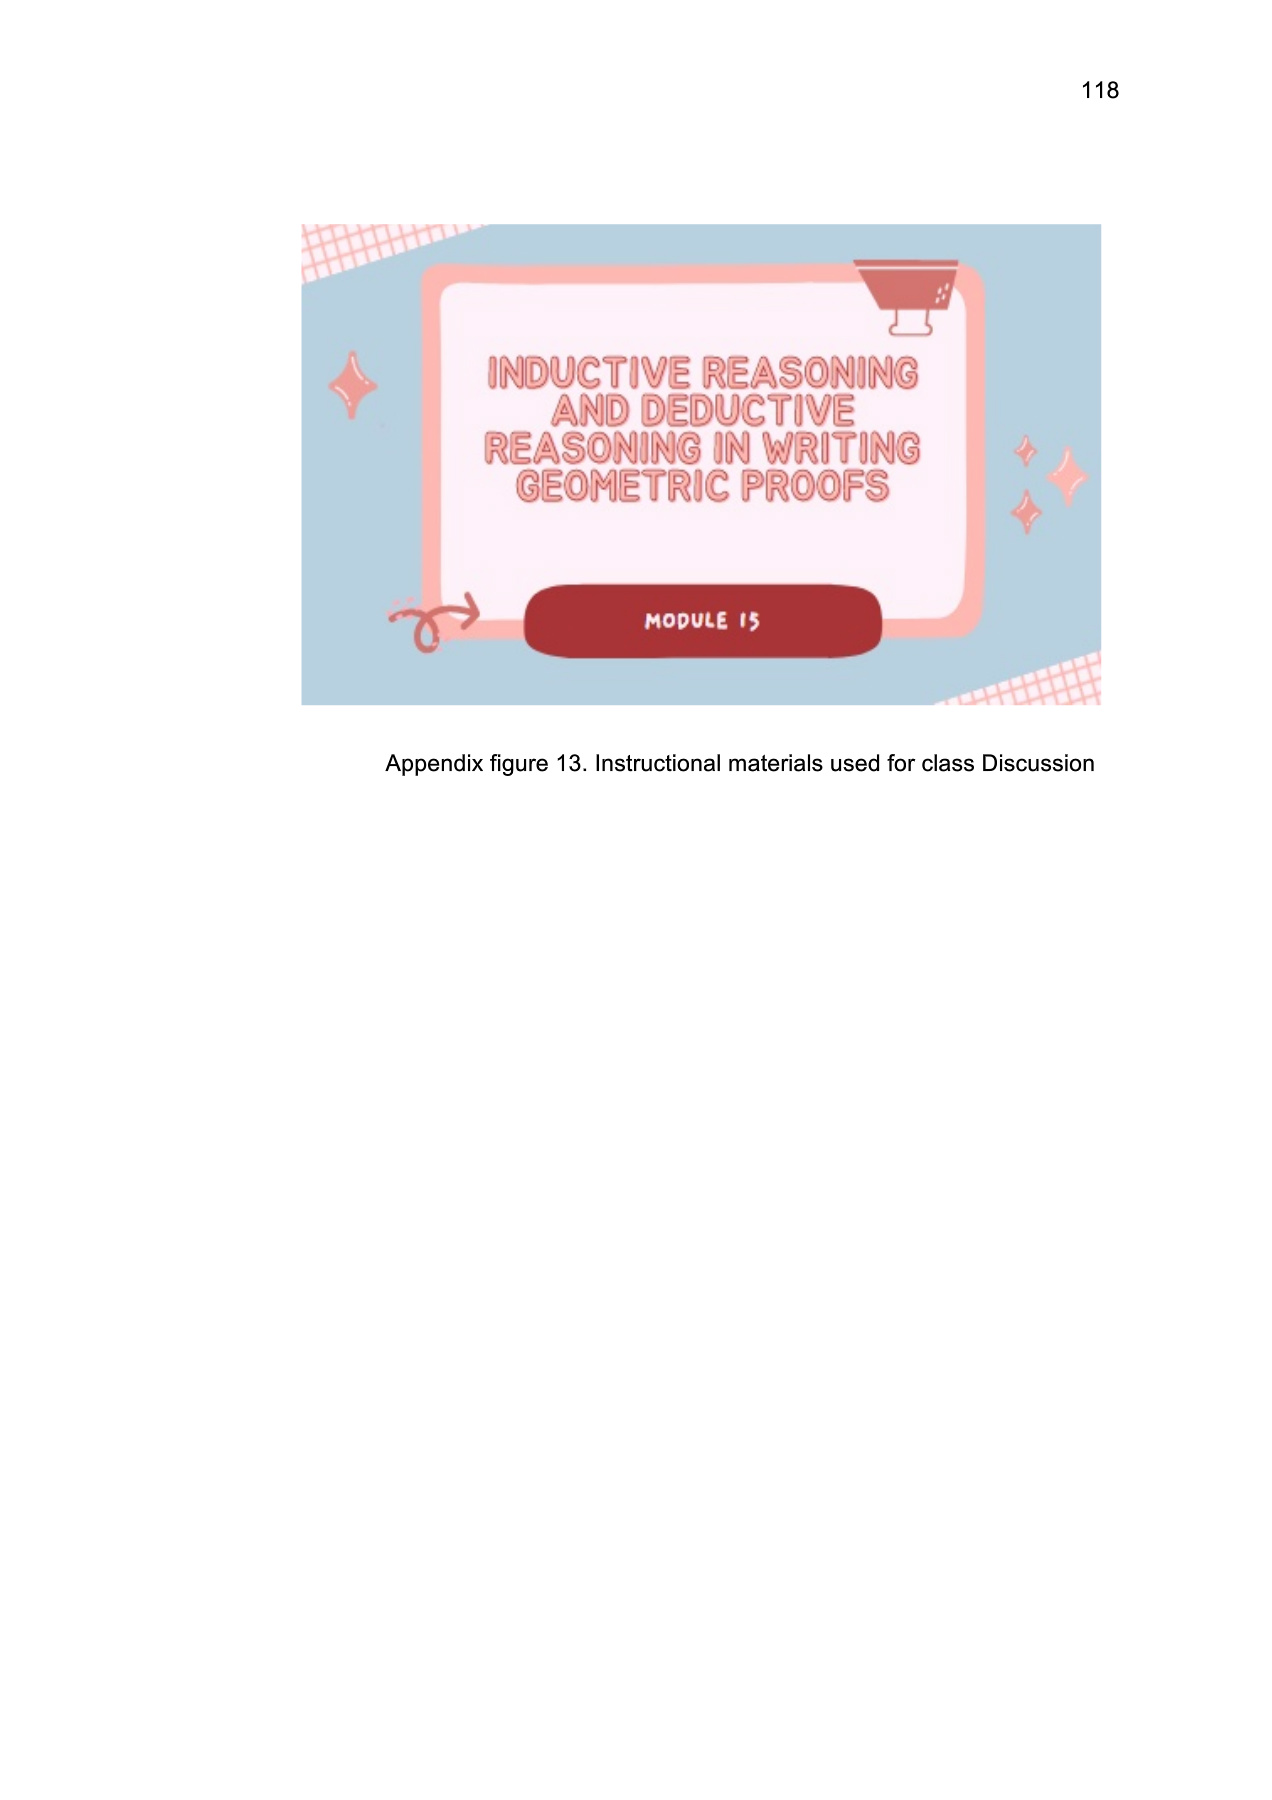 118
INDUCTIVE REASONING
AND DEDUCTIVE
REASONING IN WRITING
GEOMETRIC PROOFS
MODULE 15
Appendix figure 13. Instructional materials used for class Discussion